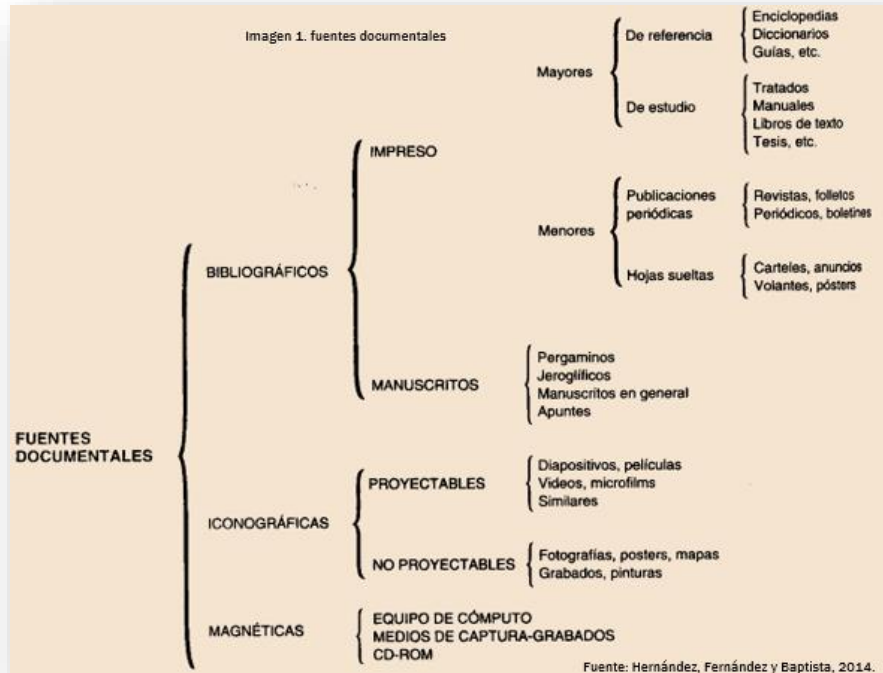 Imagen 1. fuentes documentales
FUENTES
DOCUMENTALES
BIBLIOGRÁFICOS
IMPRESO
Mayores
De referencia
Enciclopedias
Diccionarios
Guías, etc.
De estudio
Tratados
Manuales
Libros de texto
Tesis, etc.
Menores
Publicaciones
periódicas
Revistas, folletos
Periódicos, boletines
Hojas sueltas
Carteles, anuncios
Volantes, pósters
MANUSCRITOS
Pergaminos
Jeroglíficos
Manuscritos en general
Apuntes
ICONOGRÁFICAS
PROYECTABLES
Diapositivos, películas
Videos, microfilms
Similares
NO PROYECTABLES
Fotografías, posters, mapas
Grabados, pinturas
MAGNÉTICAS
EQUIPO DE CÓMPUTO
MEDIOS DE CAPTURA-GRABADOS
CD-ROM
Fuente: Hernández, Fernández y Baptista, 2014.